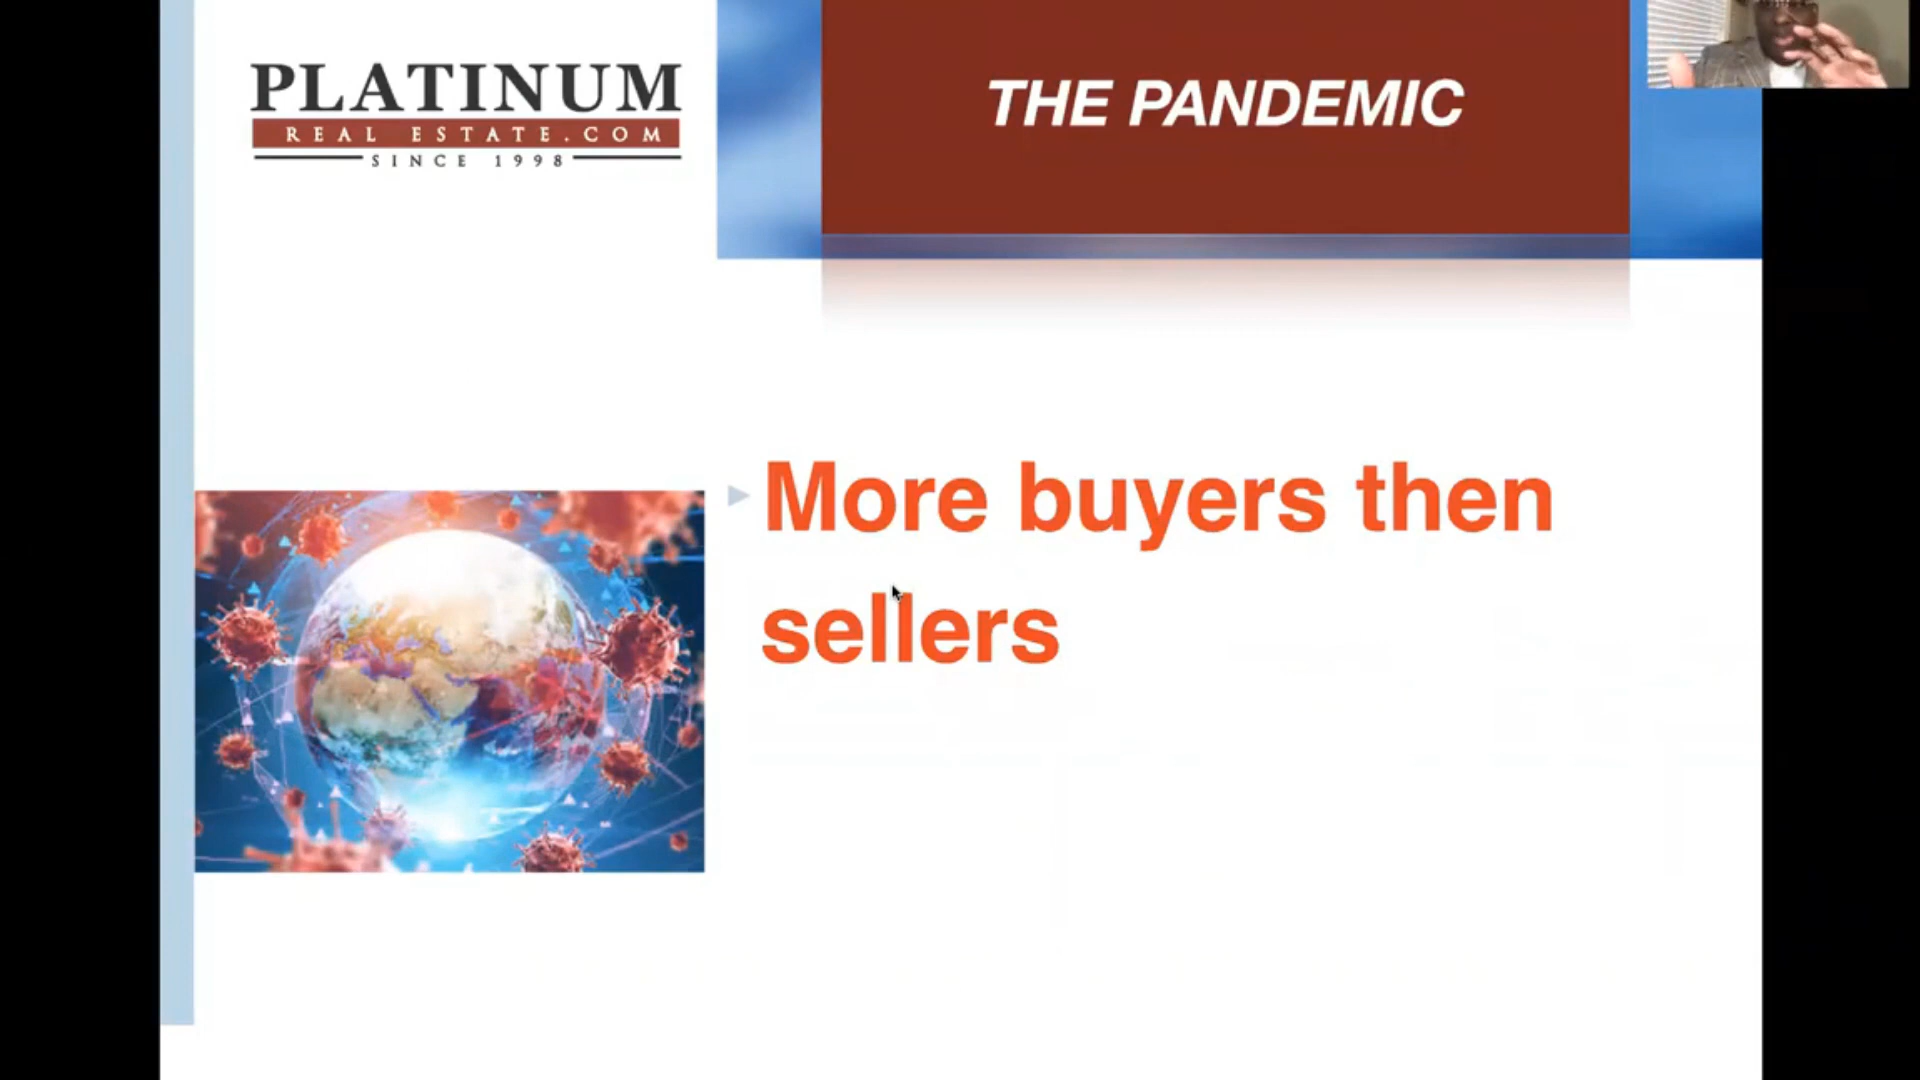 PLATINUM
REAL ESTATE.COM
SINCE 1998
THE PANDEMIC
More buyers then
sellers